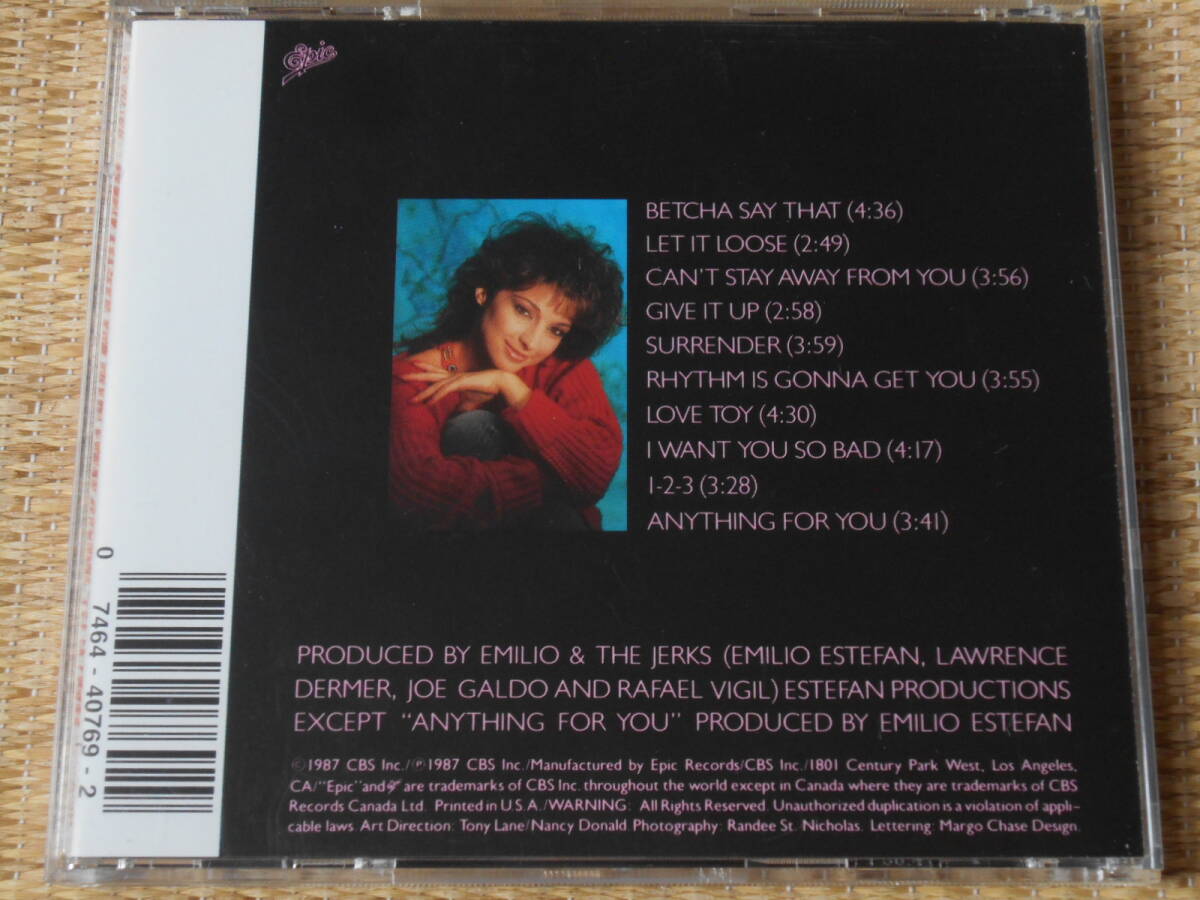 Epic
BETCHA SAY THAT (4:36)
LET IT LOOSE (2:49)
CAN'T STAY AWAY FROM YOU (3:56)
GIVE IT UP (2:58)
SURRENDER (3:59)
RHYTHM IS GONNA GET YOU (3:55)
LOVE TOY (4:30)
I WANT YOU SO BAD (4:17)
1-2-3 (3:28)
ANYTHING FOR YOU (3:41)
PRODUCED BY EMILIO & THE JERKS (EMILIO ESTEFAN, LAWRENCE
DERMER, JOE GALDO AND RAFAEL VIGIL) ESTEFAN PRODUCTIONS
EXCEPT "ANYTHING FOR YOU" PRODUCED BY EMILIO ESTEFAN
©1987 CBS Inc./℗1987 CBS Inc./Manufactured by Epic Records/CBS Inc./1801 Century Park West, Los Angeles,
CA/"Epic" and are trademarks of CBS Inc. throughout the world except in Canada where they are trademarks of CBS
Records Canada Ltd. Printed in U.S.A./WARNING: All Rights Reserved. Unauthorized duplication is a violation of appli-
cable laws. Art Direction: Tony Lane/Nancy Donald Photography: Randee St. Nicholas. Lettering: Margo Chase Design.
0 7464-40769-2